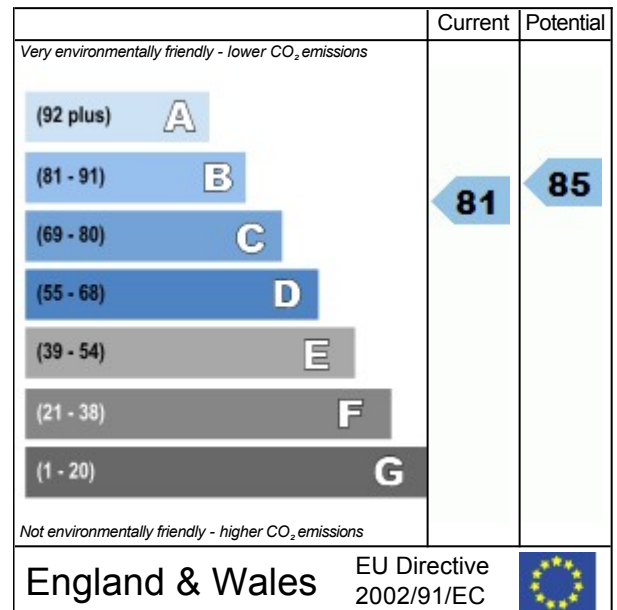 Current Potential
Very environmentally friendly - lower CO₂ emissions
(92 plus) A
(81 - 91) B
81
85
(69 - 80) C
(55 - 68) D
(39 - 54) E
(21 - 38) F
(1 - 20) G
Not environmentally friendly - higher CO₂ emissions
England & Wales
EU Directive
2002/91/EC